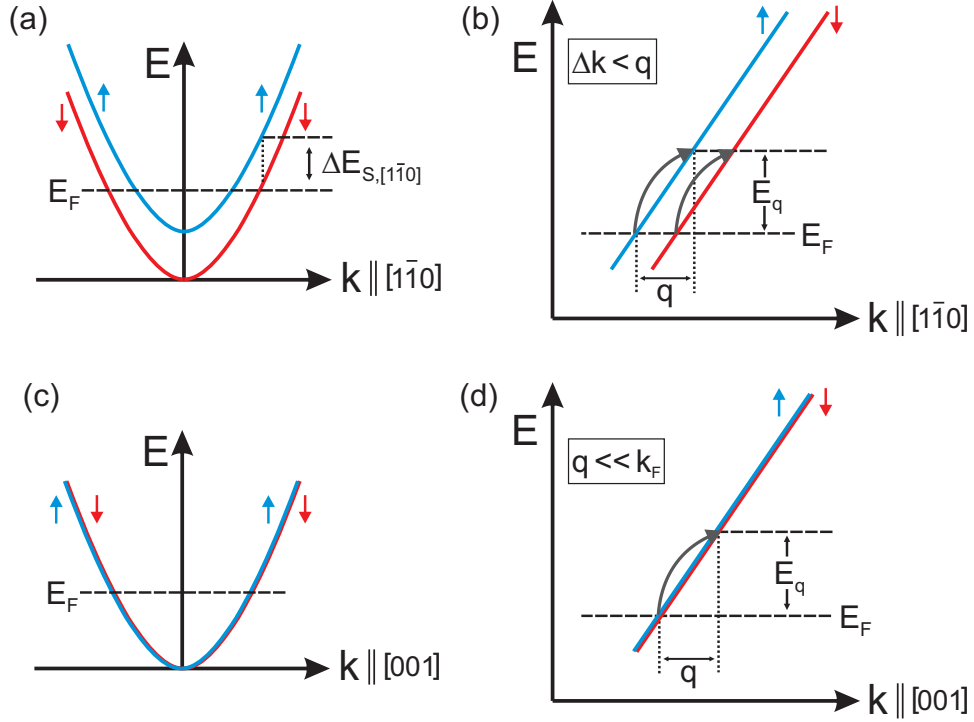 (a)
E
↑
↑
↓
↓
ΔE_S,[11̄0]
E_F
k || [11̄0]
(b)
E
Δk < q
↑
↓
E_q
E_F
q
k || [11̄0]
(c)
E
↑ ↓
↑ ↓
E_F
k || [001]
(d)
E
q << k_F
↑ ↓
E_q
E_F
q
k || [001]